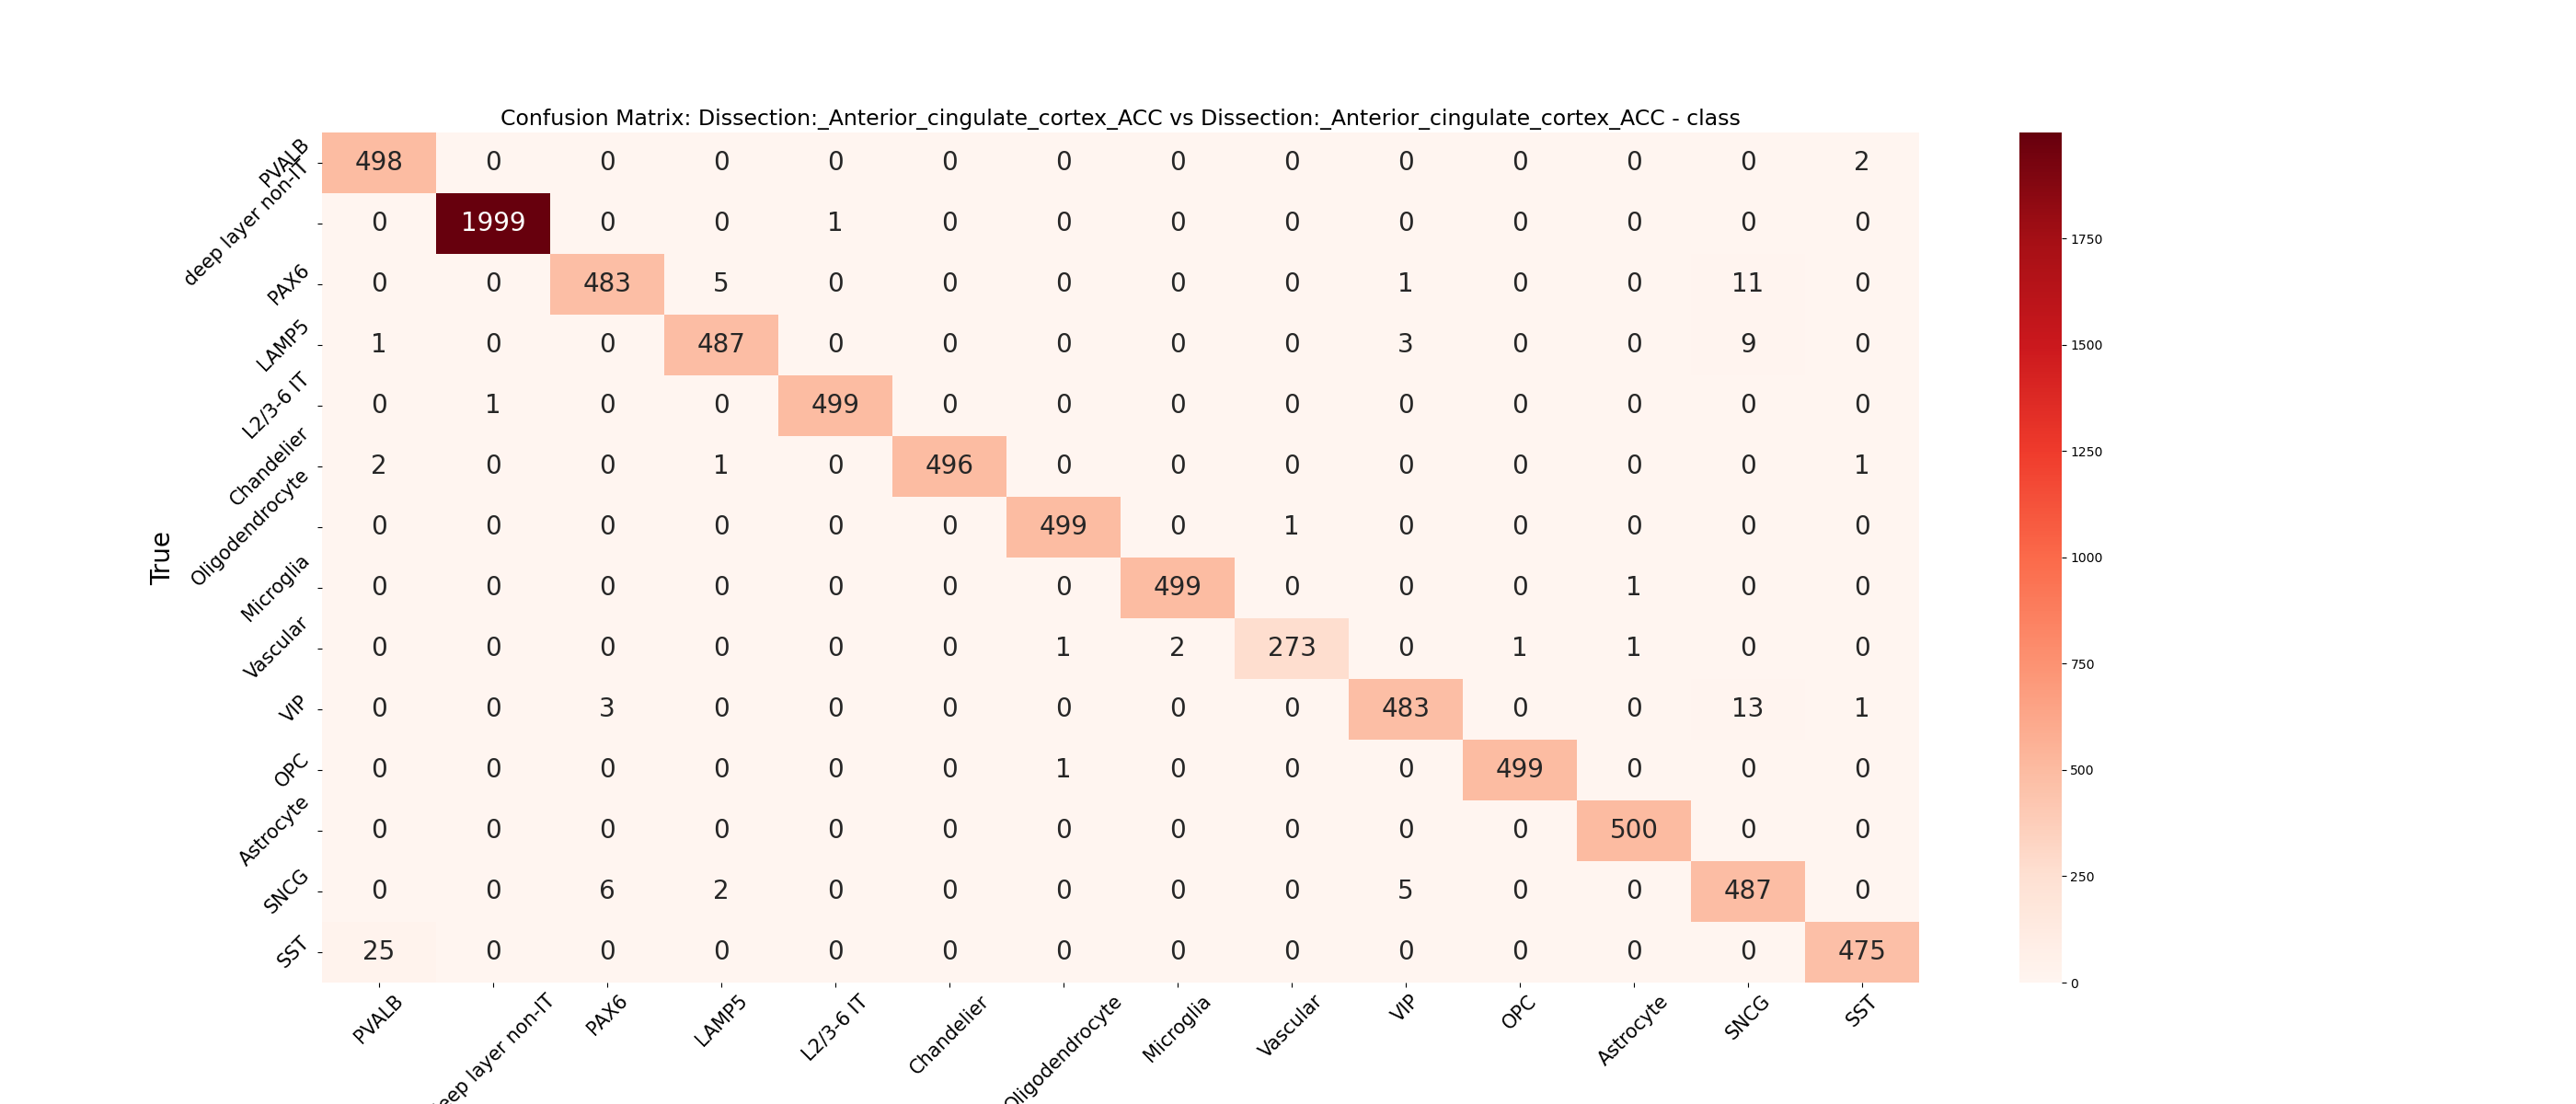 Confusion Matrix: Dissection:_Anterior_cingulate_cortex_ACC vs Dissection:_Anterior_cingulate_cortex_ACC - class
PVALB 498 0 0 0 0 0 0 0 0 0 0 0 0 2
deep layer non-IT 0 1999 0 0 1 0 0 0 0 0 0 0 0 0
PAX6 0 0 483 5 0 0 0 0 0 1 0 0 11 0
LAMP5 1 0 0 487 0 0 0 0 0 3 0 0 9 0
L2/3-6 IT 0 1 0 0 499 0 0 0 0 0 0 0 0 0
Chandelier 2 0 0 1 0 496 0 0 0 0 0 0 0 1
Oligodendrocyte 0 0 0 0 0 0 499 0 1 0 0 0 0 0
Microglia 0 0 0 0 0 0 0 499 0 0 0 1 0 0
Vascular 0 0 0 0 0 0 1 2 273 0 1 1 0 0
VIP 0 0 3 0 0 0 0 0 0 483 0 0 13 1
OPC 0 0 0 0 0 0 1 0 0 0 499 0 0 0
Astrocyte 0 0 0 0 0 0 0 0 0 0 0 500 0 0
SNCG 0 0 6 2 0 0 0 0 0 5 0 0 487 0
SST 25 0 0 0 0 0 0 0 0 0 0 0 0 475
True
PVALB deep layer non-IT PAX6 LAMP5 L2/3-6 IT Chandelier Oligodendrocyte Microglia Vascular VIP OPC Astrocyte SNCG SST
1750
1500
1250
1000
750
500
250
0